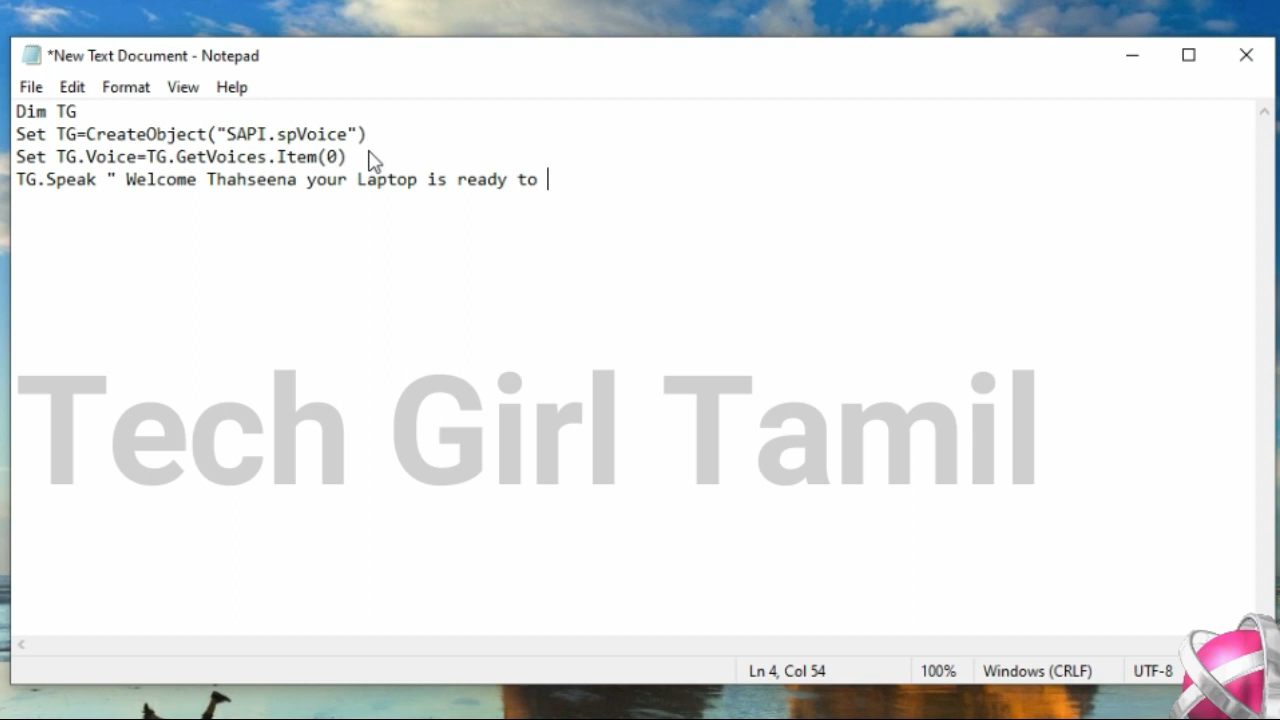 *New Text Document - Notepad
File Edit Format View Help
Dim TG
Set TG=CreateObject("SAPI.spVoice")
Set TG.Voice=TG.GetVoices.Item(0)
TG.Speak " Welcome Thahseena your Laptop is ready to
Tech Girl Tamil
Ln 4, Col 54 100% Windows (CRLF) UTF-8